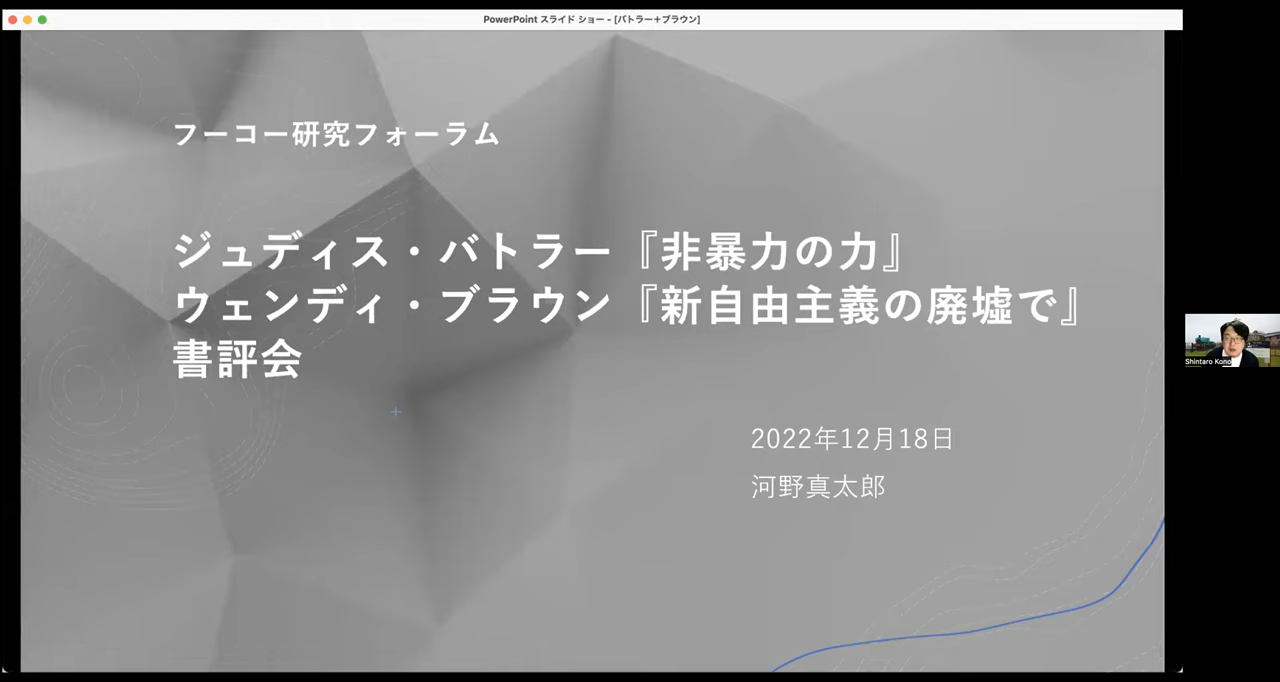 PowerPoint スライド ショー - [バトラー＋ブラウン]
フーコー研究フォーラム
ジュディス・バトラー『非暴力の力』
ウェンディ・ブラウン『新自由主義の廃墟で』
書評会
2022年12月18日
河野真太郎
Shintaro Kono